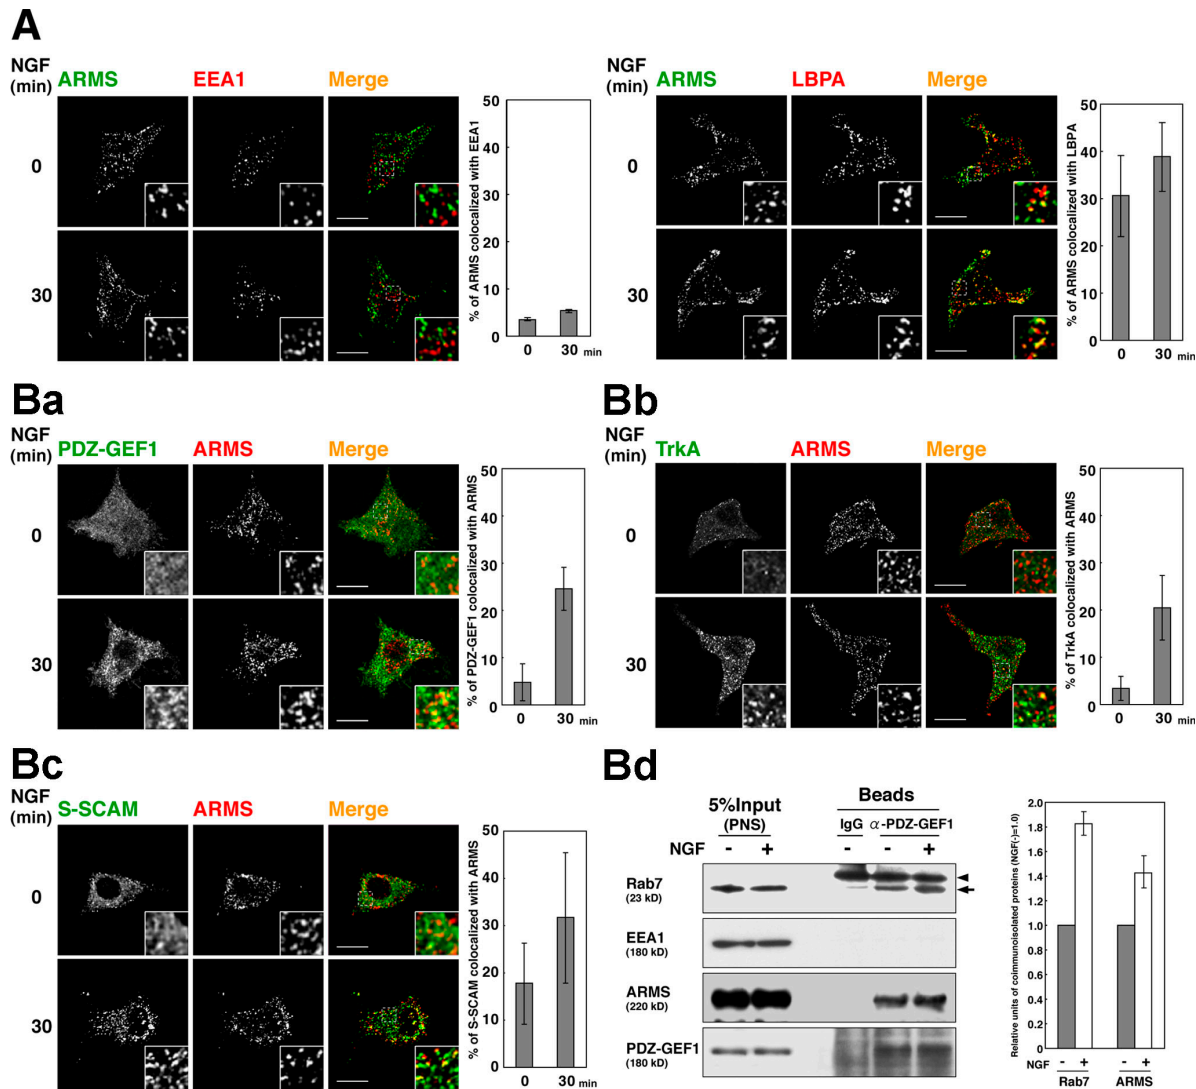 A
NGF
(min)
ARMS EEA1 Merge
0
30
% of ARMS colocalized with EEA1
50
40
30
20
10
0
0 30 min
NGF
(min)
ARMS LBPA Merge
0
30
% of ARMS colocalized with LBPA
50
40
30
20
10
0
0 30 min
Ba
NGF
(min)
PDZ-GEF1 ARMS Merge
0
30
% of PDZ-GEF1 colocalized with ARMS
50
40
30
20
10
0
0 30 min
Bb
NGF
(min)
TrkA ARMS Merge
0
30
% of TrkA colocalized with ARMS
50
40
30
20
10
0
0 30 min
Bc
NGF
(min)
S-SCAM ARMS Merge
0
30
% of S-SCAM colocalized with ARMS
50
40
30
20
10
0
0 30 min
Bd
5%Input
(PNS)
Beads
IgG α-PDZ-GEF1
- + NGF - - +
Rab7
(23 kD)
EEA1
(180 kD)
ARMS
(220 kD)
PDZ-GEF1
(180 kD)
Relative units of coimmunoisolated proteins (NGF(-)=1.0)
2.0
1.8
1.6
1.4
1.2
1.0
0.8
0.6
0.4
0.2
0
NGF - + - +
Rab7 ARMS